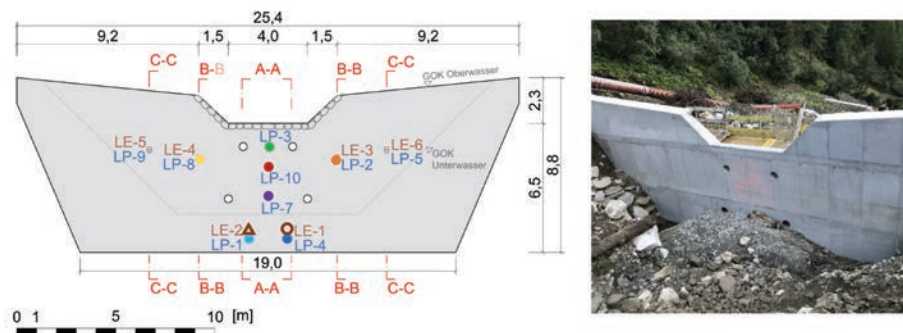 25,4
9,2 1,5 4,0 1,5 9,2
C-C B-B A-A B-B C-C
GOK Oberwasser
2,3
LP-3
LE-5 LE-4 LE-3 LE-6
LP-9 LP-8 LP-2 LP-5
GOK
Unterwasser
LP-10
6,5
8,8
LP-7
LE-2 LE-1
LP-1 LP-4
19,0
C-C B-B A-A B-B C-C
0 1 5 10 [m]